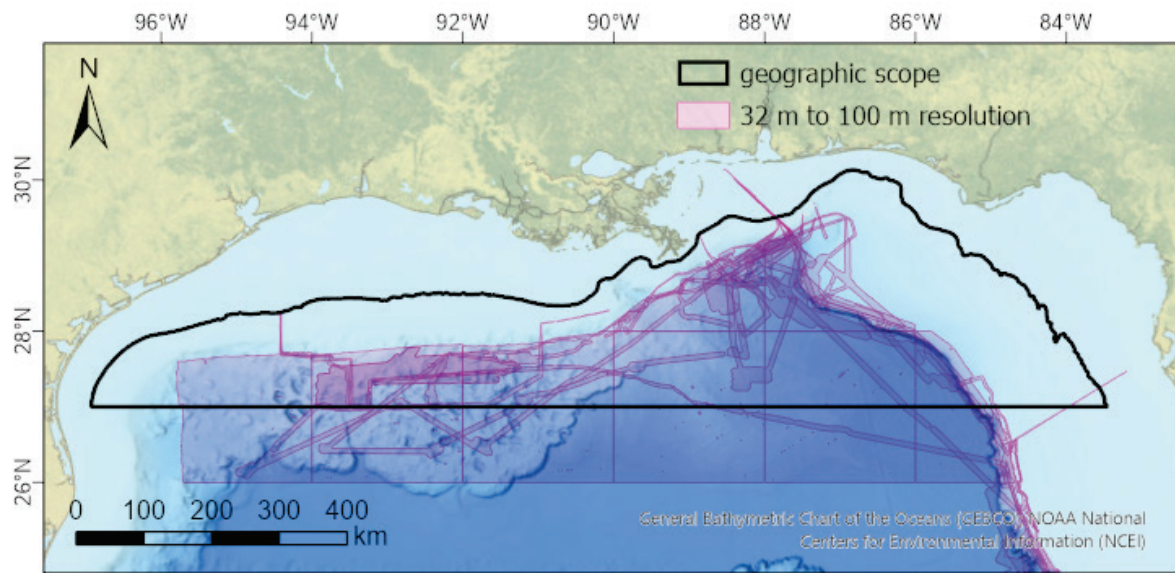 96°W 94°W 92°W 90°W 88°W 86°W 84°W
N
geographic scope
32 m to 100 m resolution
30°N
28°N
26°N
0 100 200 300 400
km
General Bathymetric Chart of the Oceans (GEBCO); NOAA National
Centers for Environmental Information (NCEI)